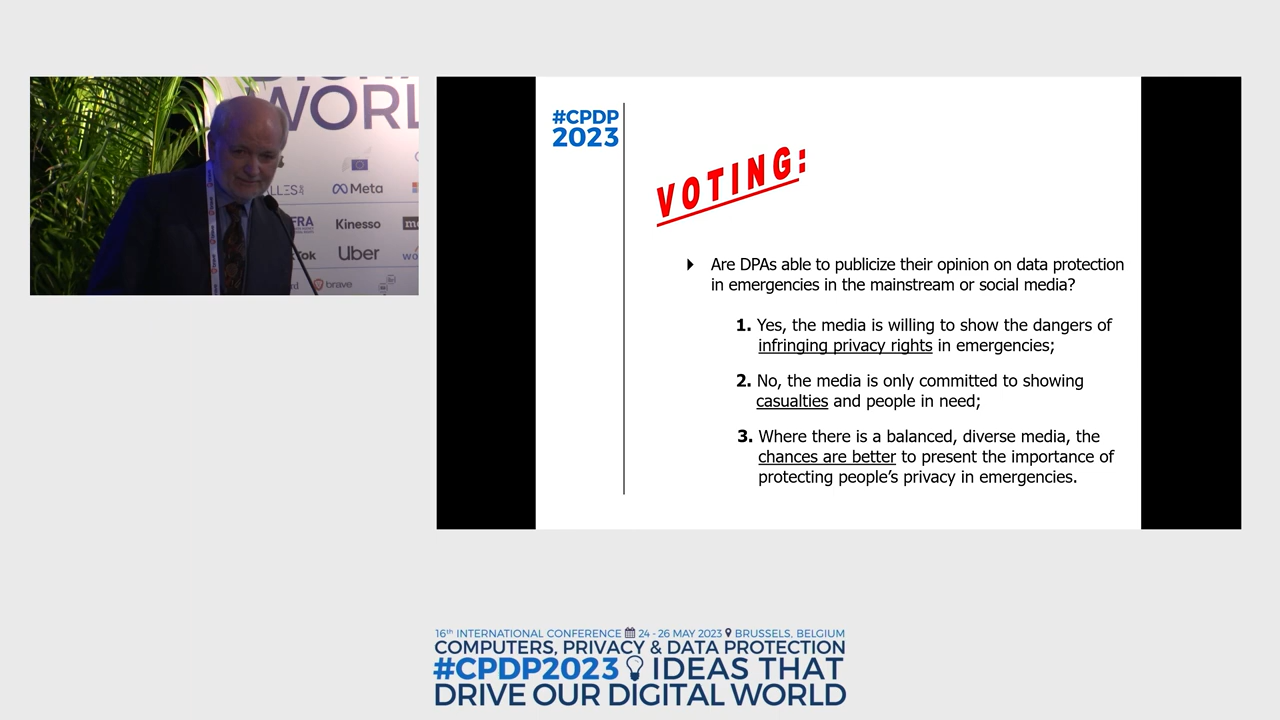 WORL
Meta
Kinesso
Uber
brave
#CPDP
2023
VOTING:
Are DPAs able to publicize their opinion on data protection
in emergencies in the mainstream or social media?
1. Yes, the media is willing to show the dangers of
infringing privacy rights in emergencies;
2. No, the media is only committed to showing
casualties and people in need;
3. Where there is a balanced, diverse media, the
chances are better to present the importance of
protecting people's privacy in emergencies.
16th INTERNATIONAL CONFERENCE 24 - 26 MAY 2023 BRUSSELS, BELGIUM
COMPUTERS, PRIVACY & DATA PROTECTION
#CPDP2023 IDEAS THAT
DRIVE OUR DIGITAL WORLD